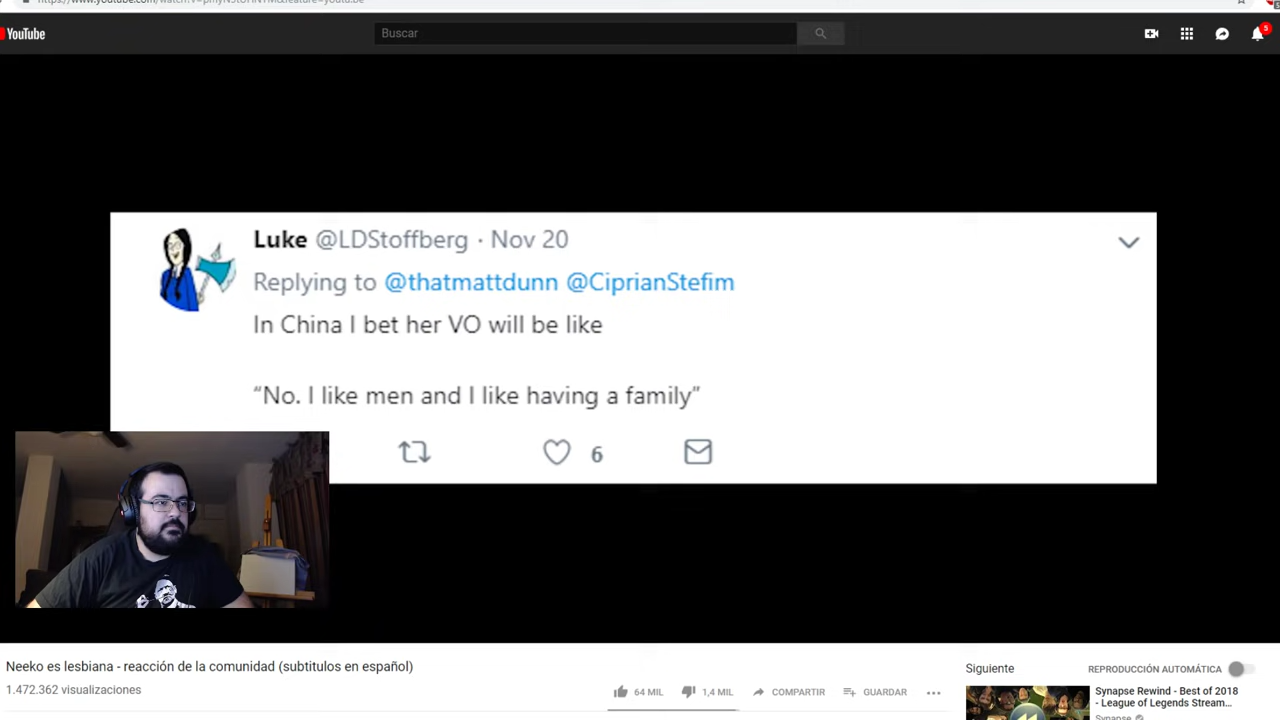 YouTube
Buscar
5
Luke @LDStoffberg · Nov 20
Replying to @thatmattdunn @CiprianStefim
In China I bet her VO will be like
“No. I like men and I like having a family”
6
Neeko es lesbiana - reacción de la comunidad (subtitulos en español)
1.472.362 visualizaciones
64 MIL
1,4 MIL
COMPARTIR
GUARDAR
Siguiente
REPRODUCCIÓN AUTOMÁTICA
Synapse Rewind - Best of 2018
- League of Legends Stream...
Synapse